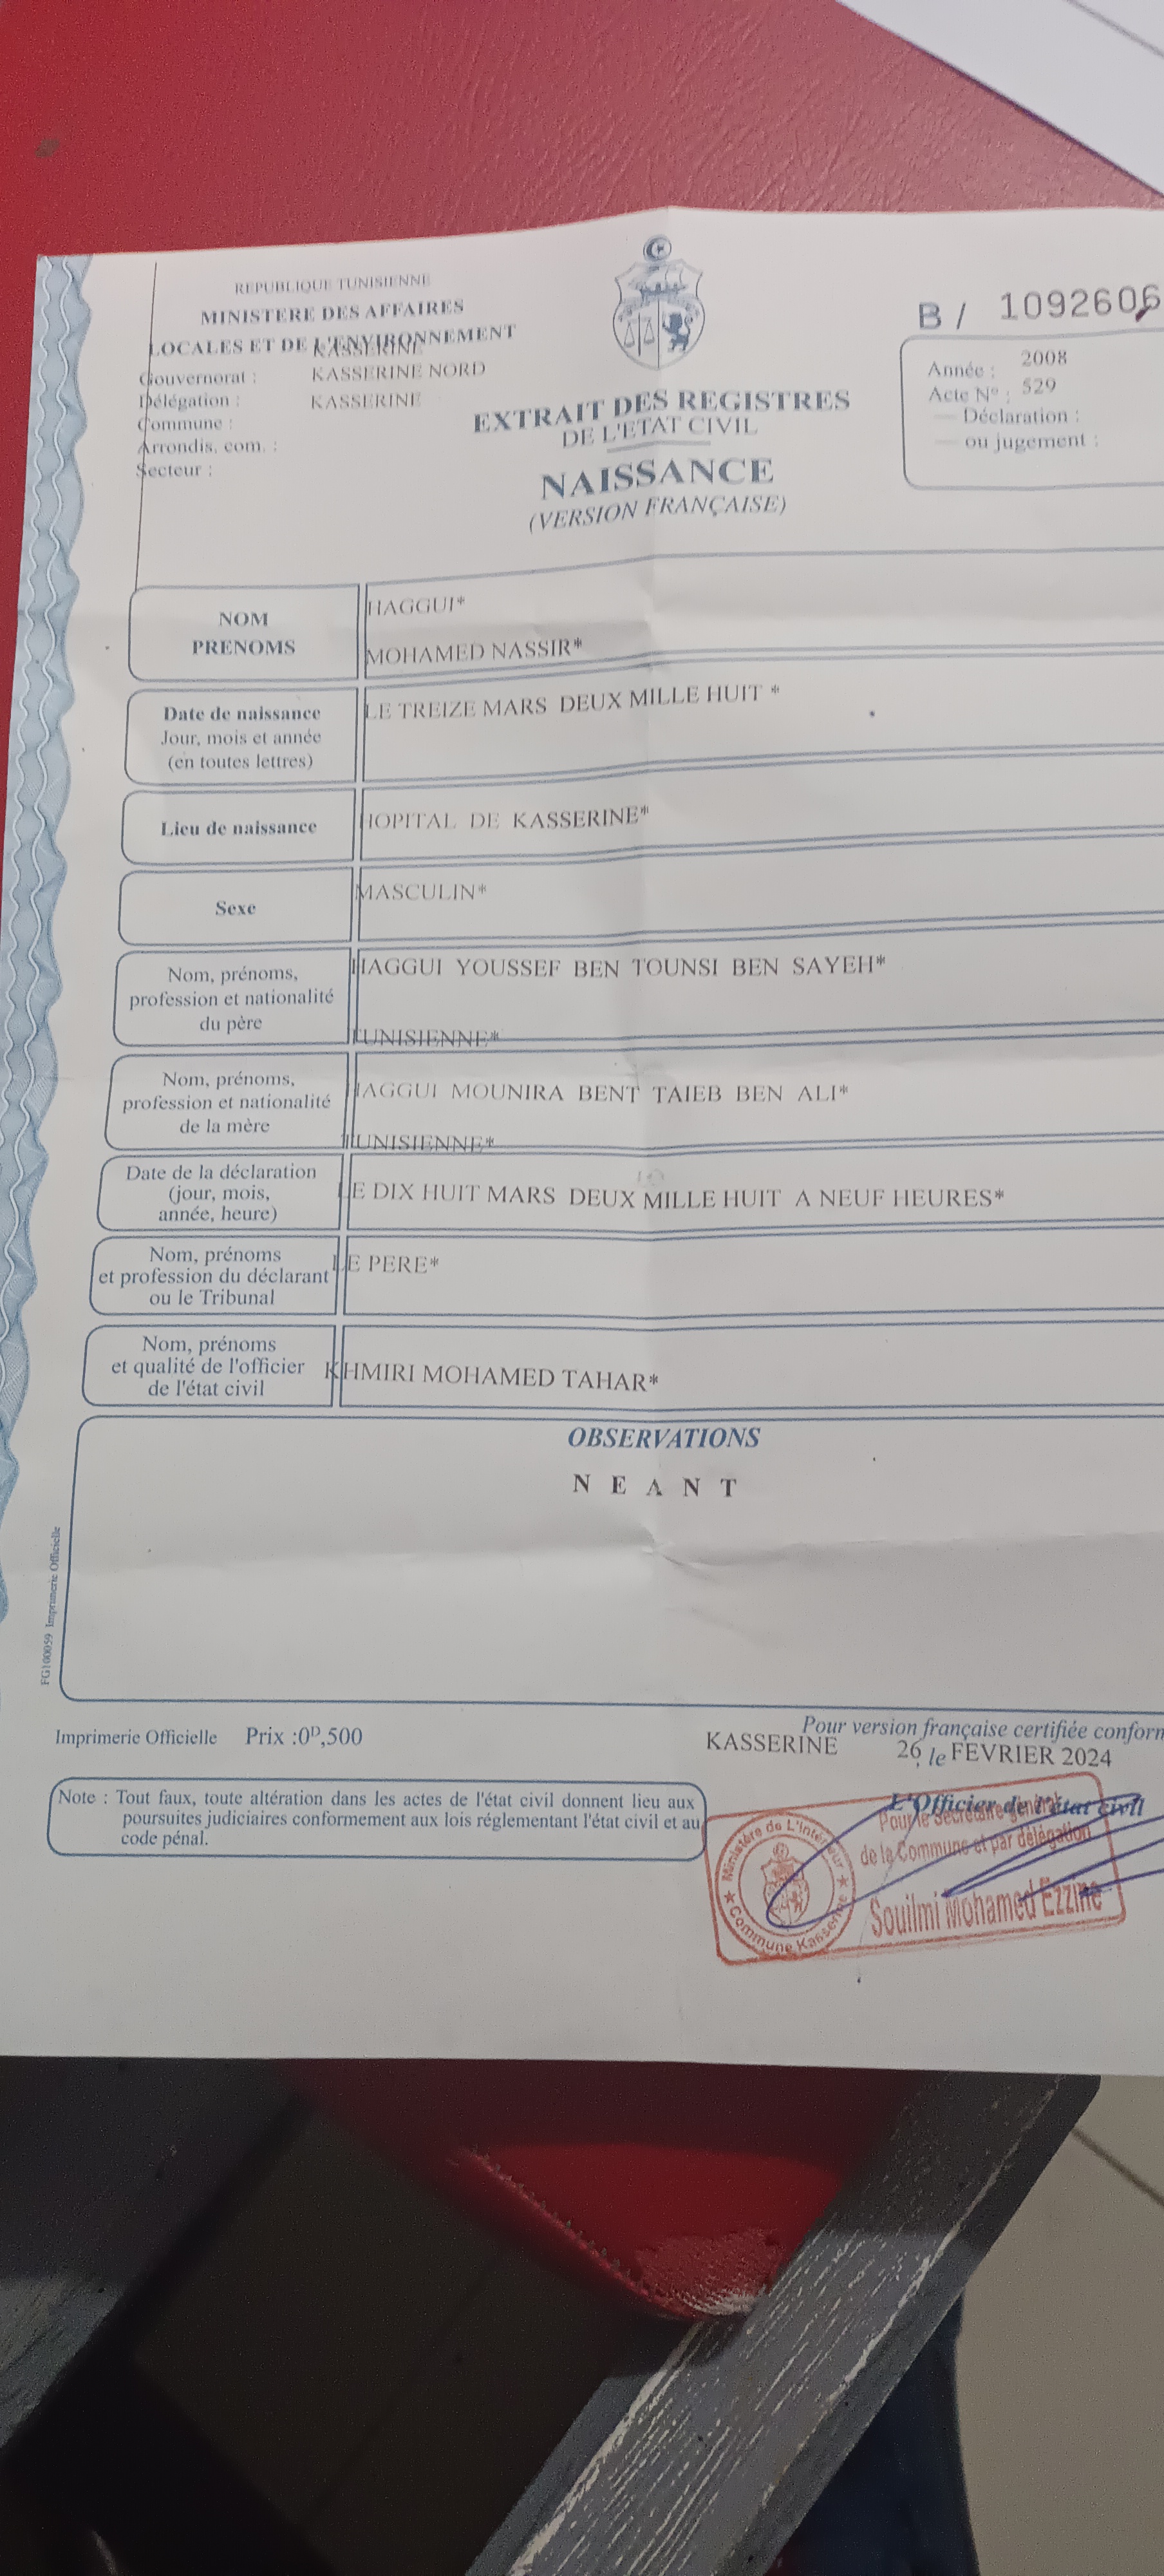 REPUBLIQUE TUNISIENNE
MINISTERE DES AFFAIRES
LOCALES ET DE L'ENVIRONNEMENT
KASSERINE
Gouvernorat :
KASSERINE NORD
Délégation :
KASSERINE
Commune :
Arrondis. com. :
Secteur :
EXTRAIT DES REGISTRES
DE L'ETAT CIVIL
NAISSANCE
(VERSION FRANÇAISE)
B / 1092606
Année : 2008
Acte N° : 529
— Déclaration :
— ou jugement :
NOM
PRENOMS
HAGGUI*
MOHAMED NASSIR*
Date de naissance
Jour, mois et année
(en toutes lettres)
LE TREIZE MARS DEUX MILLE HUIT *
Lieu de naissance
HOPITAL DE KASSERINE*
Sexe
MASCULIN*
Nom, prénoms,
profession et nationalité
du père
HAGGUI YOUSSEF BEN TOUNSI BEN SAYEH*
TUNISIENNE*
Nom, prénoms,
profession et nationalité
de la mère
HAGGUI MOUNIRA BENT TAIEB BEN ALI*
TUNISIENNE*
Date de la déclaration
(jour, mois,
année, heure)
LE DIX HUIT MARS DEUX MILLE HUIT A NEUF HEURES*
Nom, prénoms
et profession du déclarant
ou le Tribunal
LE PERE*
Nom, prénoms
et qualité de l'officier
de l'état civil
KHMIRI MOHAMED TAHAR*
OBSERVATIONS
N E A N T
FG100059 Imprimerie Officielle
Imprimerie Officielle Prix :0ᴰ,500
Pour version française certifiée conform
KASSERINE 26 le FEVRIER 2024
Note : Tout faux, toute altération dans les actes de l'état civil donnent lieu aux
poursuites judiciaires conformement aux lois réglementant l'état civil et au
code pénal.
L'Officier de l'état civil
Pour le Secrétaire général
de la Commune et par délégation
Souilmi Mohamed Ezzine
Ministère de L'Intérieur
Commune Kasserine